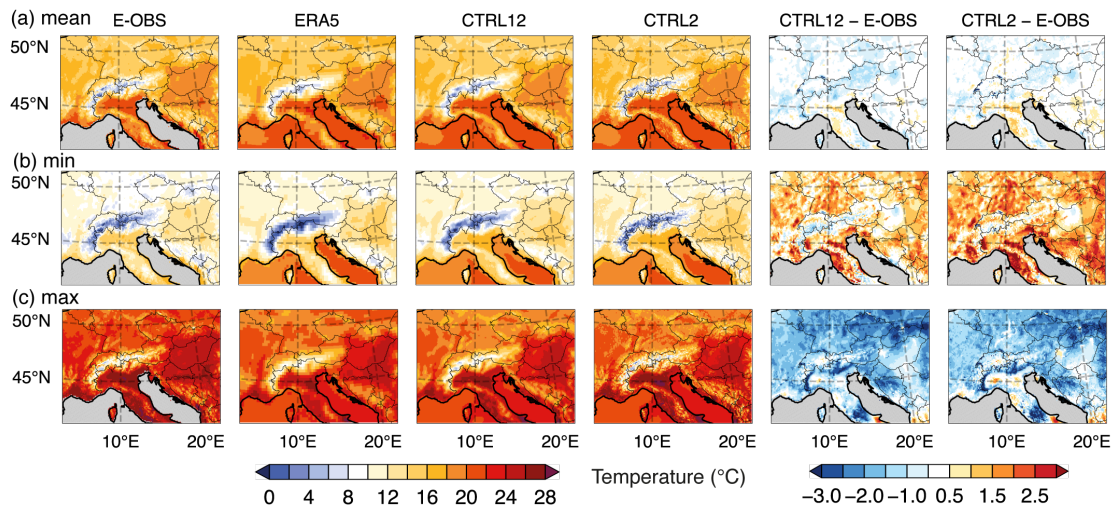 (a) mean E-OBS ERA5 CTRL12 CTRL2 CTRL12 – E-OBS CTRL2 – E-OBS
50°N
45°N
(b) min
50°N
45°N
(c) max
50°N
45°N
10°E 20°E 10°E 20°E 10°E 20°E 10°E 20°E 10°E 20°E 10°E 20°E
0 4 8 12 16 20 24 28 Temperature (°C) −3.0 −2.0 −1.0 0.5 1.5 2.5